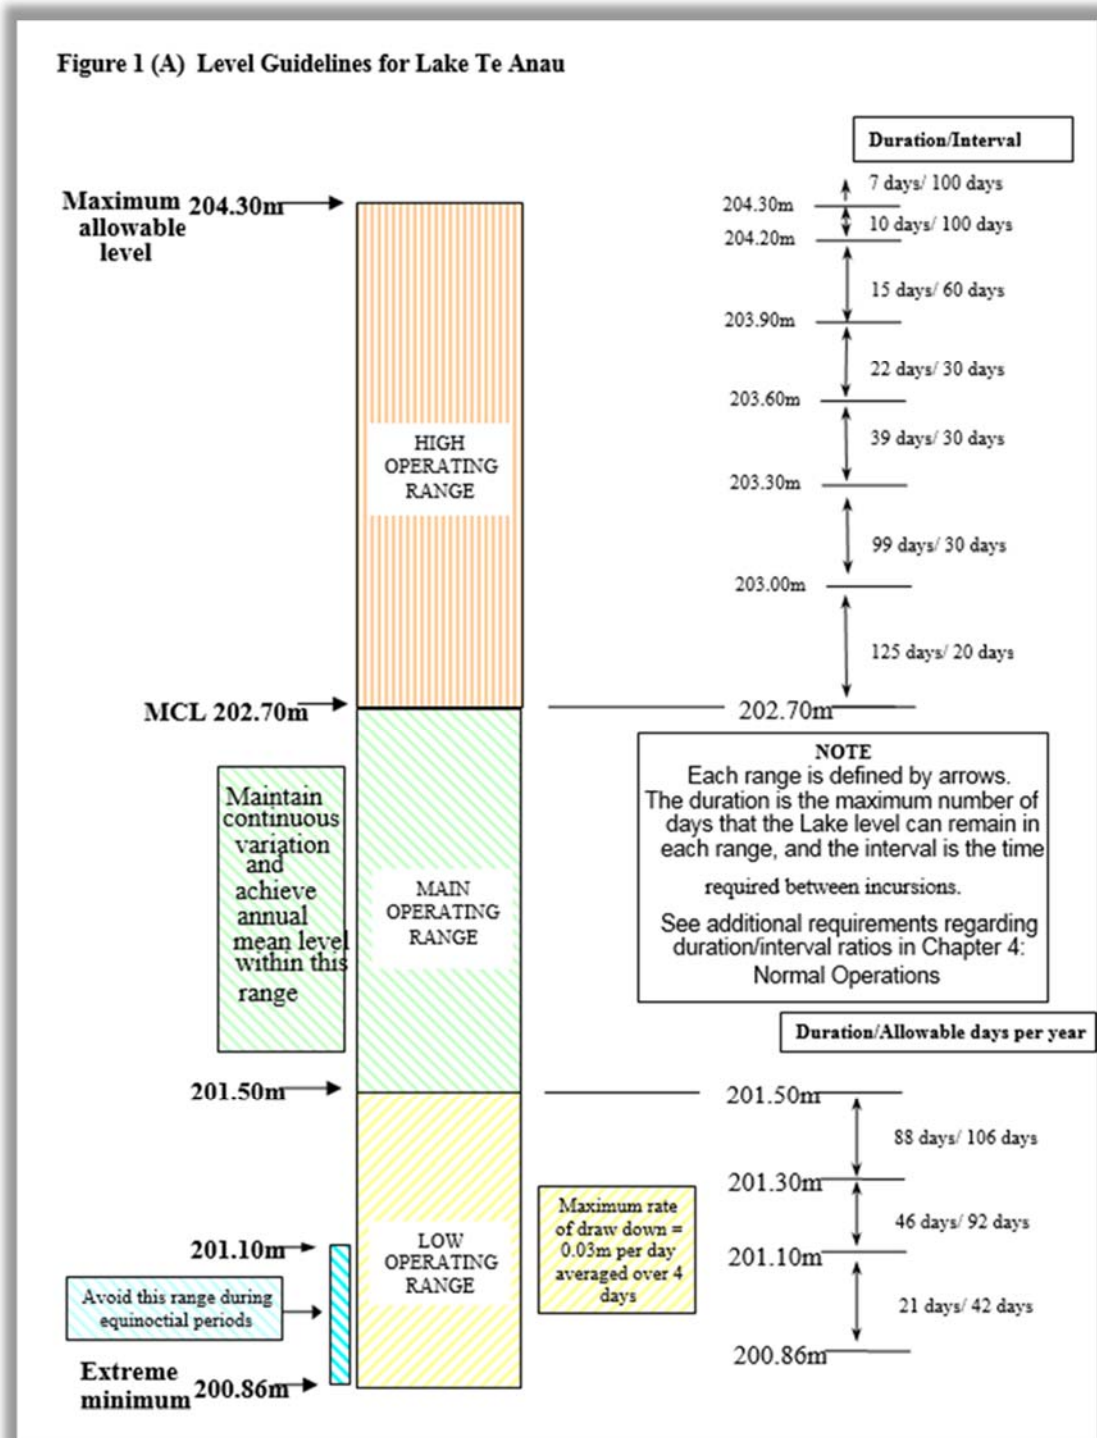 Figure 1 (A) Level Guidelines for Lake Te Anau
Duration/Interval
Maximum 204.30m
allowable
level
7 days/ 100 days
204.30m
10 days/ 100 days
204.20m
15 days/ 60 days
203.90m
22 days/ 30 days
203.60m
39 days/ 30 days
203.30m
99 days/ 30 days
203.00m
125 days/ 20 days
HIGH
OPERATING
RANGE
MCL 202.70m
202.70m
NOTE
Each range is defined by arrows.
The duration is the maximum number of
days that the Lake level can remain in
each range, and the interval is the time
required between incursions.
See additional requirements regarding
duration/interval ratios in Chapter 4:
Normal Operations
Maintain
continuous
variation
and
achieve
annual
mean level
within this
range
MAIN
OPERATING
RANGE
Duration/Allowable days per year
201.50m
201.50m
88 days/ 106 days
201.30m
46 days/ 92 days
201.10m
21 days/ 42 days
200.86m
Maximum rate
of draw down =
0.03m per day
averaged over 4
days
LOW
OPERATING
RANGE
201.10m
Avoid this range during
equinoctial periods
Extreme
minimum 200.86m